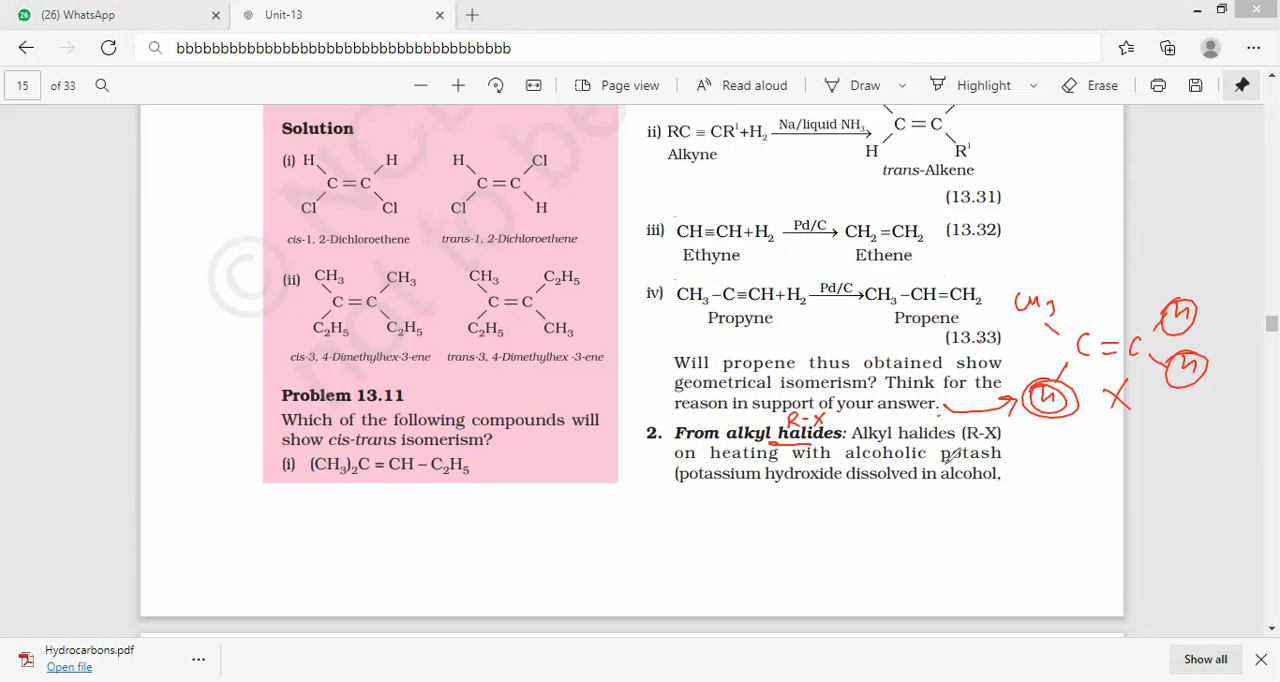 26 (26) WhatsApp
Unit-13
bbbbbbbbbbbbbbbbbbbbbbbbbbbbbbbbbbbbbb
15 of 33
Page view
Read aloud
Draw
Highlight
Erase
Solution
(i) H H H Cl
C = C C = C
Cl Cl Cl H
cis-1, 2-Dichloroethene trans-1, 2-Dichloroethene
(ii) CH₃ CH₃ CH₃ C₂H₅
C = C C = C
C₂H₅ C₂H₅ C₂H₅ CH₃
cis-3, 4-Dimethylhex-3-ene trans-3, 4-Dimethylhex -3-ene
Problem 13.11
Which of the following compounds will
show cis-trans isomerism?
(i) (CH₃)₂C = CH – C₂H₅
ii) RC ≡ CR¹+H₂ Na/liquid NH₃ C = C
Alkyne H R¹
trans-Alkene
(13.31)
iii) CH≡CH+H₂ Pd/C CH₂=CH₂ (13.32)
Ethyne Ethene
iv) CH₃–C≡CH+H₂ Pd/C CH₃–CH=CH₂
Propyne Propene
(13.33)
CH₃
C = C
H
H
H
X
Will propene thus obtained show
geometrical isomerism? Think for the
reason in support of your answer.
R-X
2. From alkyl halides: Alkyl halides (R-X)
on heating with alcoholic potash
(potassium hydroxide dissolved in alcohol,
Hydrocarbons.pdf
Open file
Show all